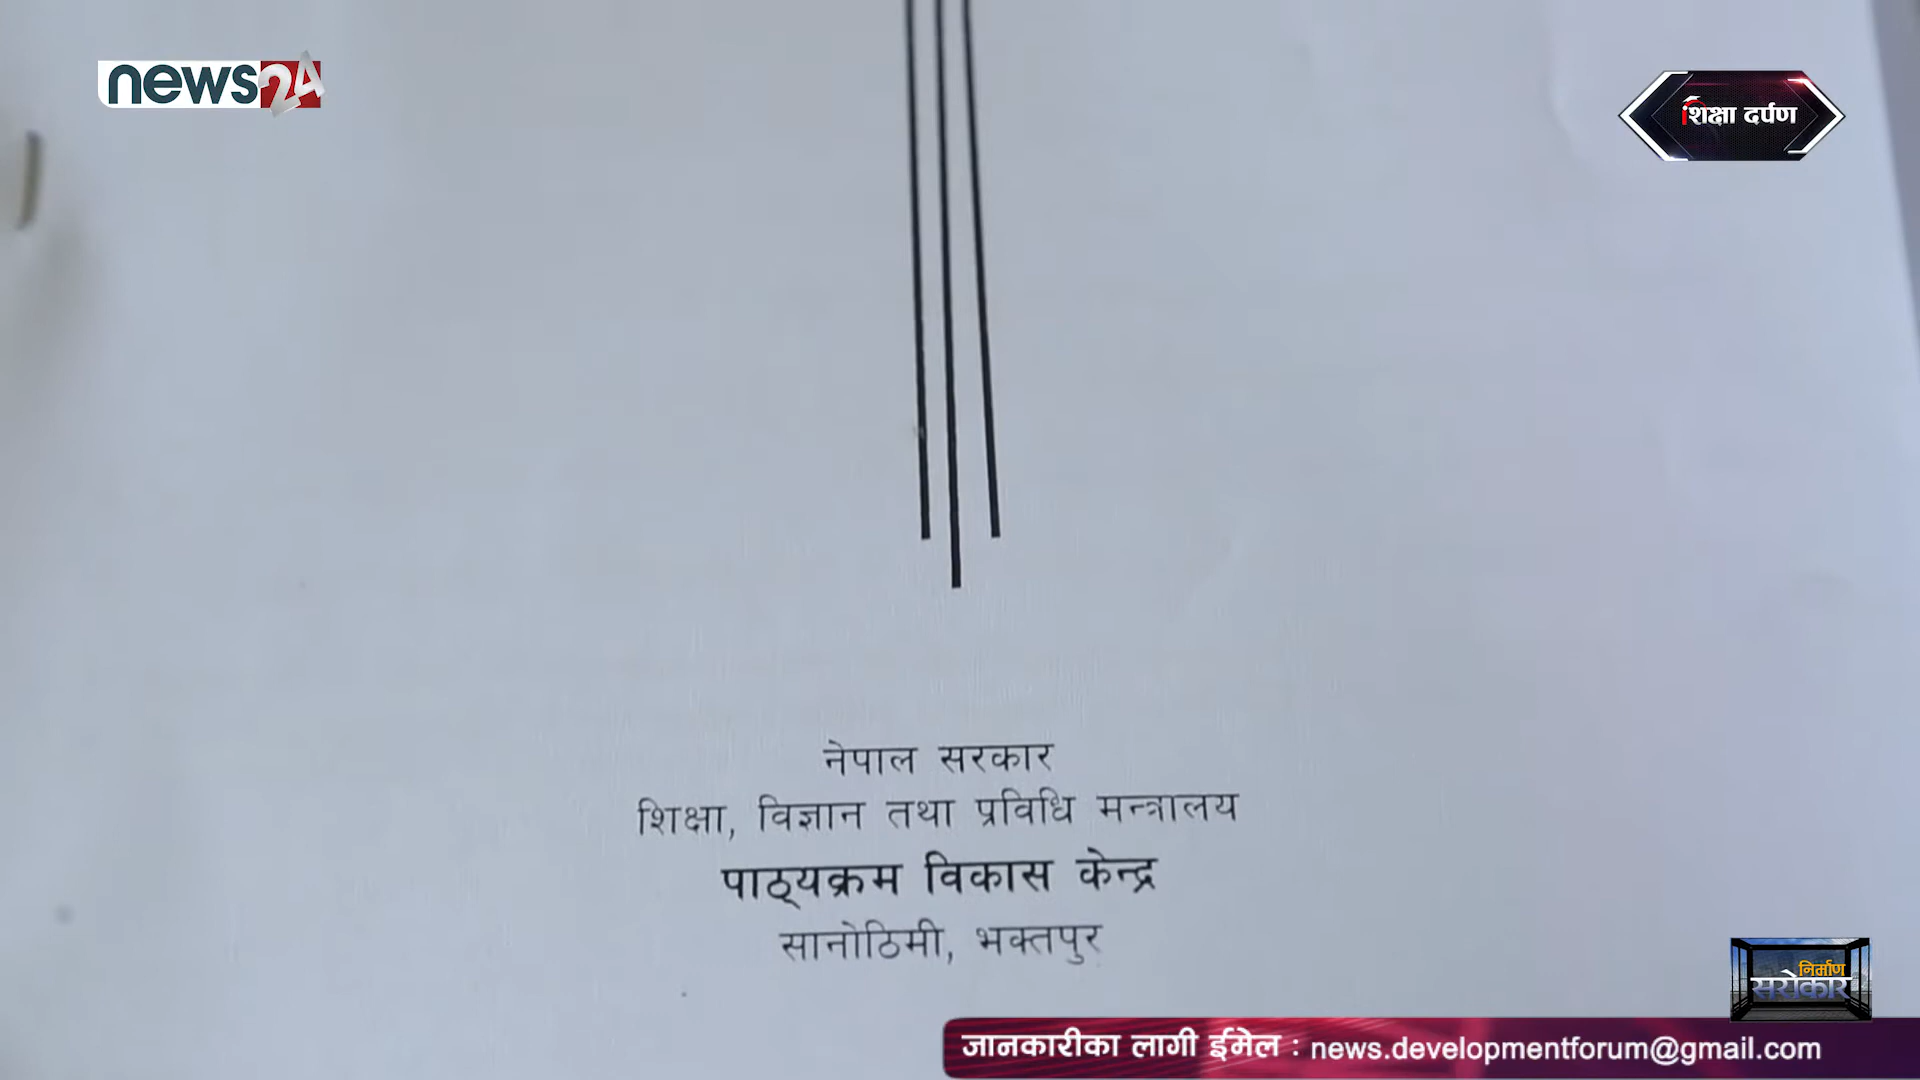 news24
शिक्षा दर्पण
नेपाल सरकार
शिक्षा, विज्ञान तथा प्रविधि मन्त्रालय
पाठ्यक्रम विकास केन्द्र
सानोठिमी, भक्तपुर
निर्माण
सरोकार
जानकारीका लागी ईमेल : news.developmentforum@gmail.com